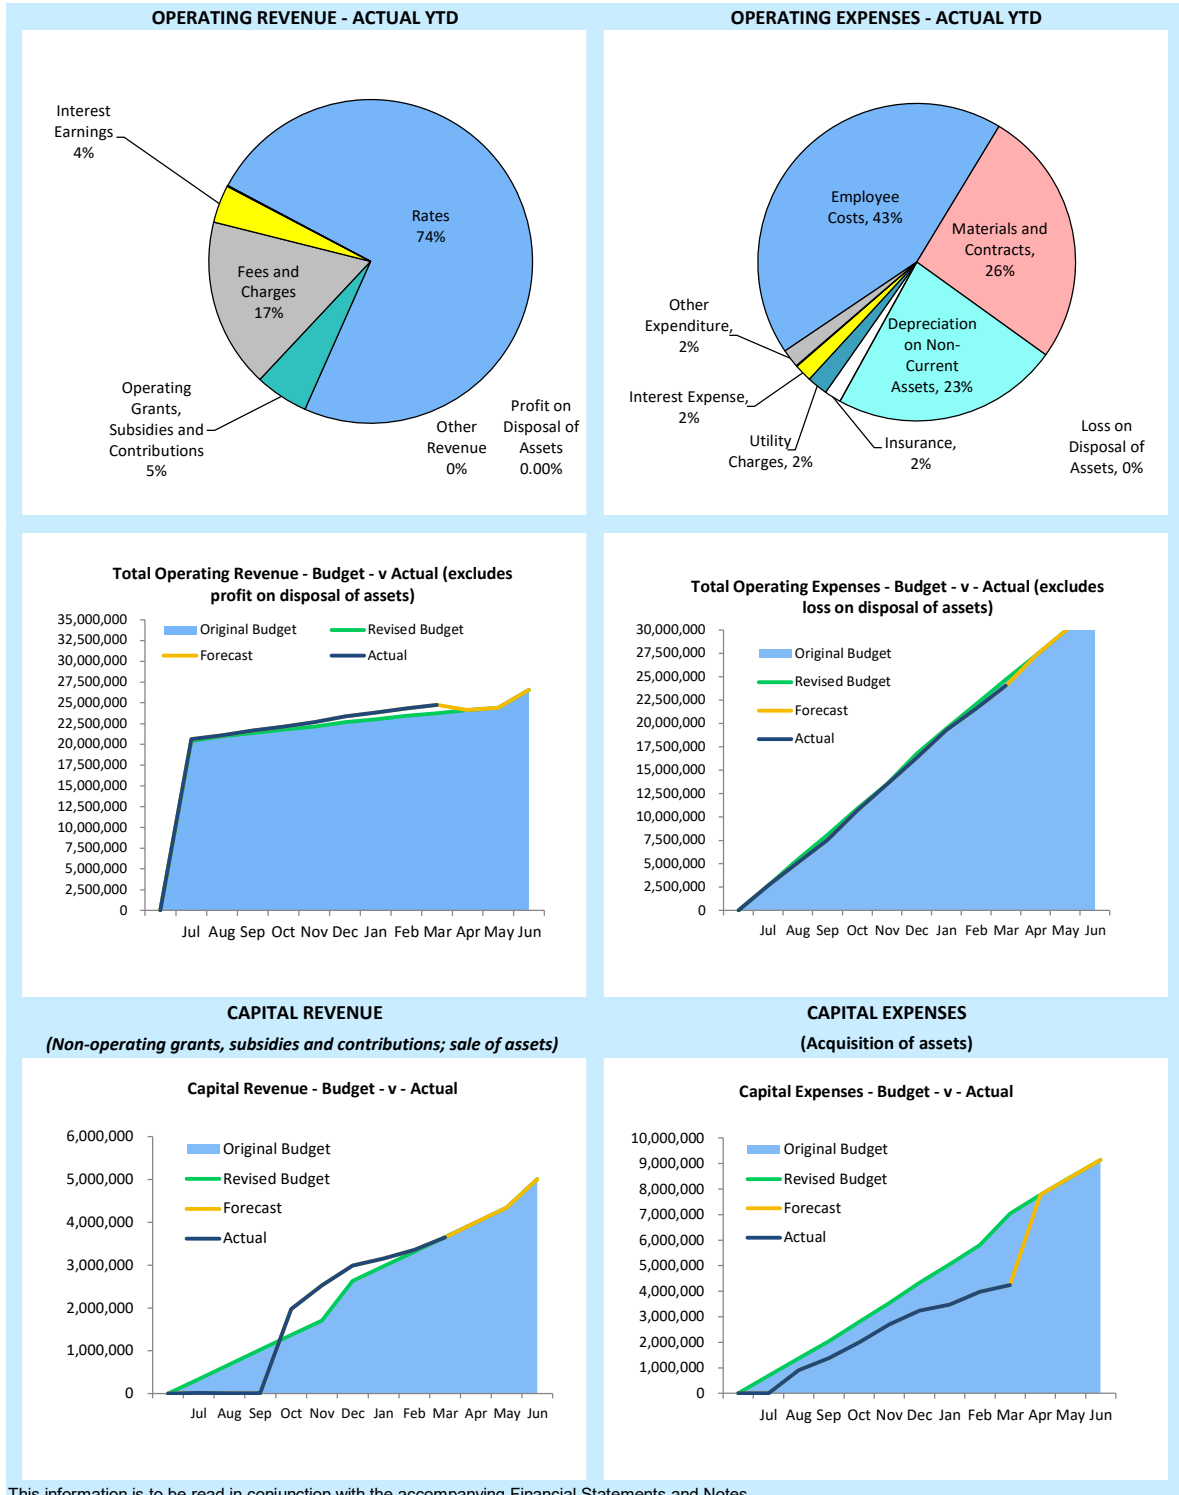 OPERATING REVENUE - ACTUAL YTD
Interest
Earnings
4%
Rates
74%
Fees and
Charges
17%
Operating
Grants,
Subsidies and
Contributions
5%
Other
Revenue
0%
Profit on
Disposal of
Assets
0.00%
OPERATING EXPENSES - ACTUAL YTD
Employee
Costs, 43%
Materials and
Contracts,
26%
Other
Expenditure,
2%
Depreciation
on Non-
Current
Assets, 23%
Interest Expense,
2%
Utility
Charges, 2%
Insurance,
2%
Loss on
Disposal of
Assets, 0%
Total Operating Revenue - Budget - v Actual (excludes
profit on disposal of assets)
35,000,000
32,500,000
30,000,000
27,500,000
25,000,000
22,500,000
20,000,000
17,500,000
15,000,000
12,500,000
10,000,000
7,500,000
5,000,000
2,500,000
0
Original Budget
Revised Budget
Forecast
Actual
Jul Aug Sep Oct Nov Dec Jan Feb Mar Apr May Jun
Total Operating Expenses - Budget - v - Actual (excludes
loss on disposal of assets)
30,000,000
27,500,000
25,000,000
22,500,000
20,000,000
17,500,000
15,000,000
12,500,000
10,000,000
7,500,000
5,000,000
2,500,000
0
Original Budget
Revised Budget
Forecast
Actual
Jul Aug Sep Oct Nov Dec Jan Feb Mar Apr May Jun
CAPITAL REVENUE
(Non-operating grants, subsidies and contributions; sale of assets)
Capital Revenue - Budget - v - Actual
6,000,000
5,000,000
4,000,000
3,000,000
2,000,000
1,000,000
0
Original Budget
Revised Budget
Forecast
Actual
Jul Aug Sep Oct Nov Dec Jan Feb Mar Apr May Jun
CAPITAL EXPENSES
(Acquisition of assets)
Capital Expenses - Budget - v - Actual
10,000,000
9,000,000
8,000,000
7,000,000
6,000,000
5,000,000
4,000,000
3,000,000
2,000,000
1,000,000
0
Original Budget
Revised Budget
Forecast
Actual
Jul Aug Sep Oct Nov Dec Jan Feb Mar Apr May Jun
This information is to be read in conjunction with the accompanying Financial Statements and Notes